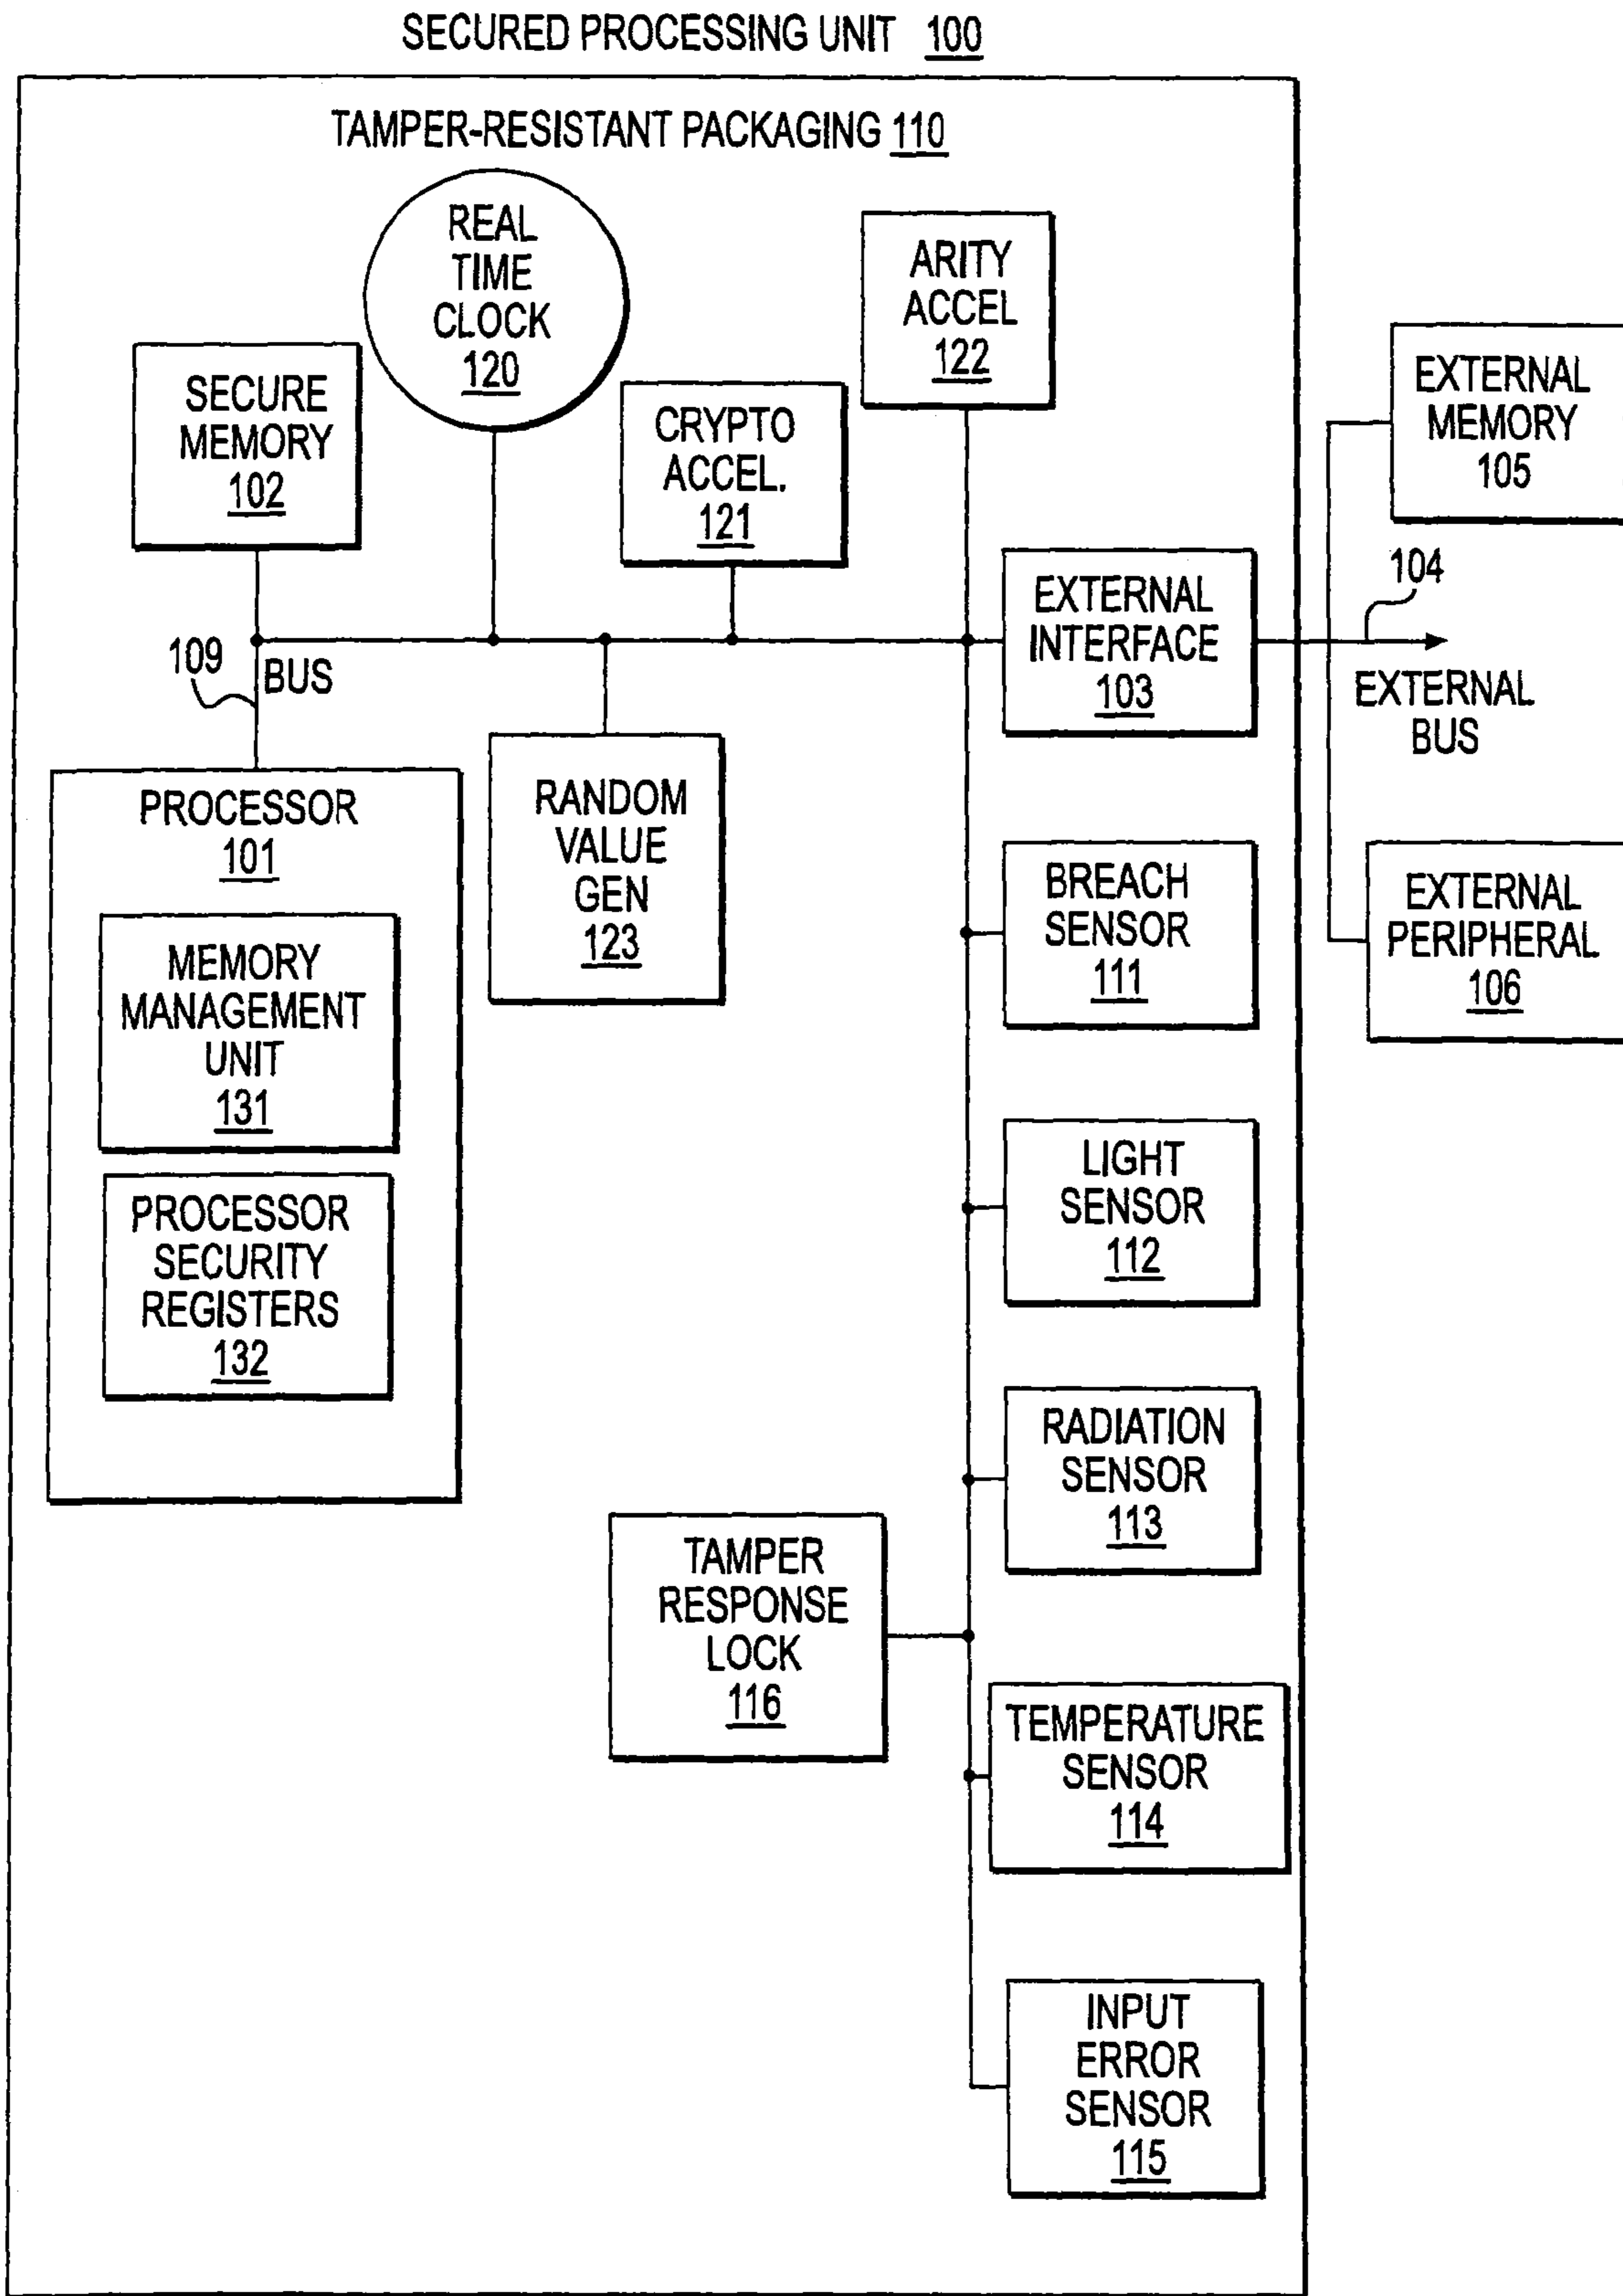 SECURED PROCESSING UNIT 100
TAMPER-RESISTANT PACKAGING 110
REAL
TIME
CLOCK
120
ARITY
ACCEL
122
SECURE
MEMORY
102
CRYPTO
ACCEL.
121
EXTERNAL
MEMORY
105
EXTERNAL
INTERFACE
103
104
EXTERNAL
BUS
109
BUS
PROCESSOR
101
MEMORY
MANAGEMENT
UNIT
131
PROCESSOR
SECURITY
REGISTERS
132
RANDOM
VALUE
GEN
123
BREACH
SENSOR
111
EXTERNAL
PERIPHERAL
106
LIGHT
SENSOR
112
RADIATION
SENSOR
113
TAMPER
RESPONSE
LOCK
116
TEMPERATURE
SENSOR
114
INPUT
ERROR
SENSOR
115